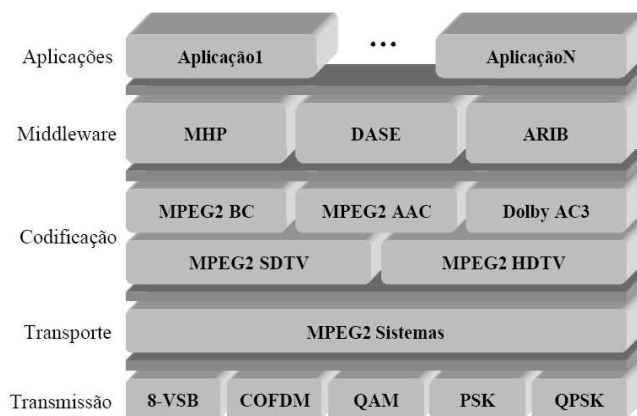 Aplicações
Aplicação1
...
AplicaçãoN
Middleware
MHP
DASE
ARIB
Codificação
MPEG2 BC
MPEG2 AAC
Dolby AC3
MPEG2 SDTV
MPEG2 HDTV
Transporte
MPEG2 Sistemas
Transmissão
8-VSB
COFDM
QAM
PSK
QPSK